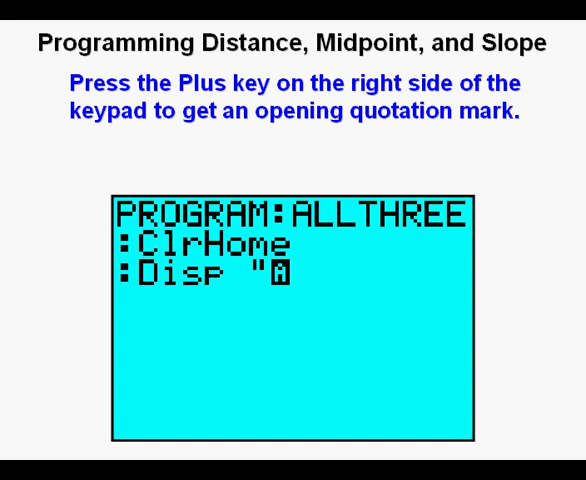 Programming Distance, Midpoint, and Slope
Press the Plus key on the right side of the
keypad to get an opening quotation mark.
PROGRAM:ALLTHREE
:ClrHome
:Disp "A